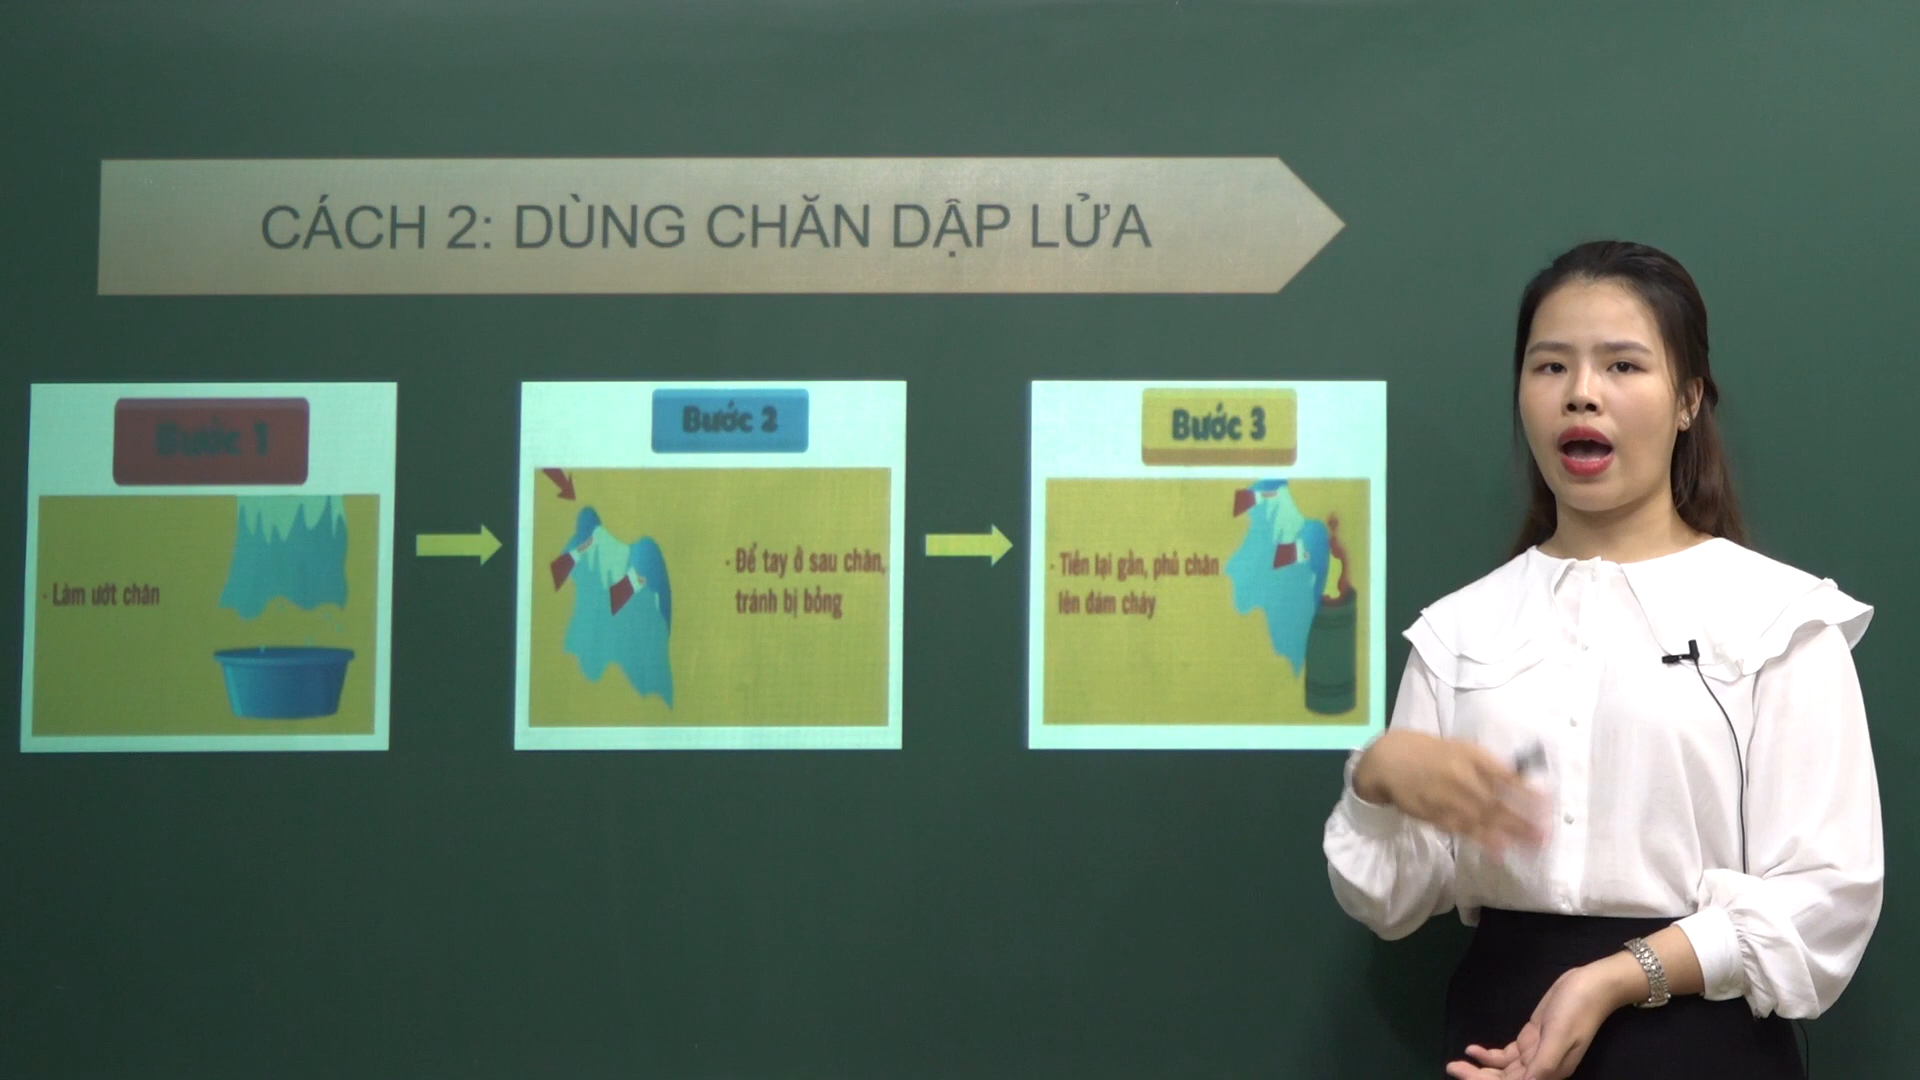 CÁCH 2: DÙNG CHĂN DẬP LỬA
Bước 1
- Làm ướt chăn
Bước 2
- Để tay ở sau chăn,
tránh bị bỏng
Bước 3
- Tiến lại gần, phủ chăn
lên đám cháy